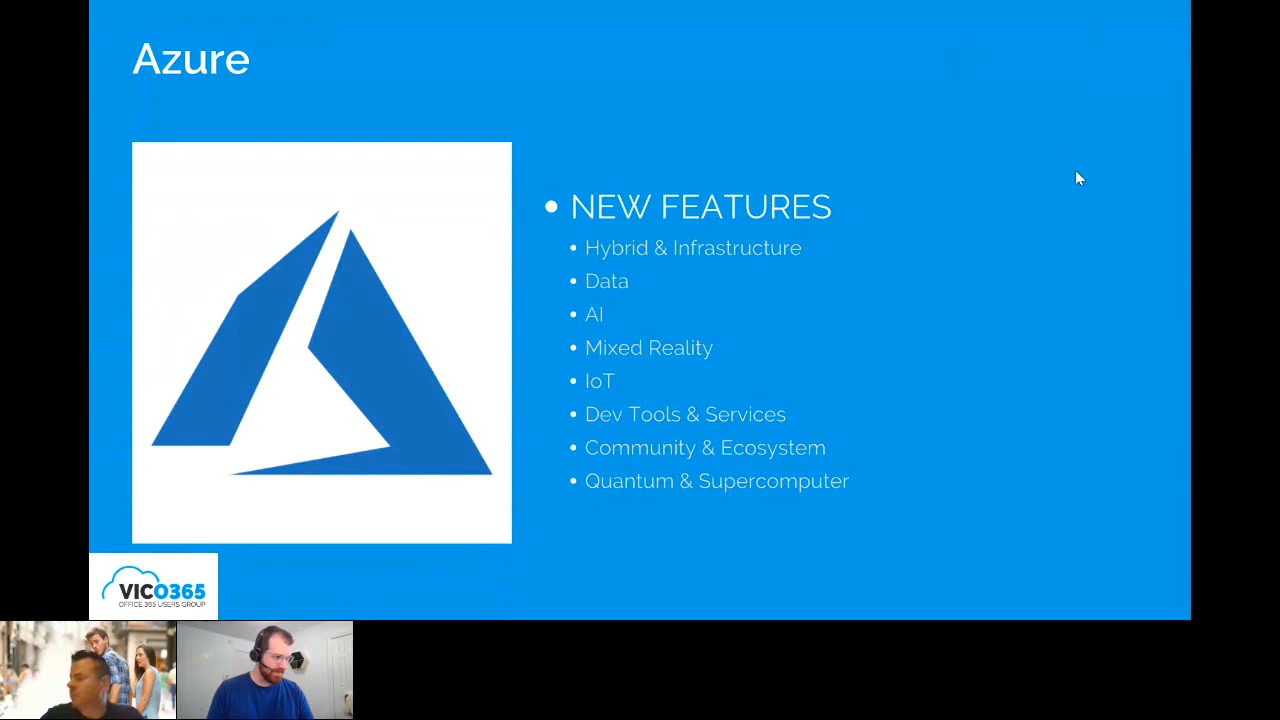 Azure
NEW FEATURES
Hybrid & Infrastructure
Data
AI
Mixed Reality
IoT
Dev Tools & Services
Community & Ecosystem
Quantum & Supercomputer
VICO365
OFFICE 365 USERS GROUP